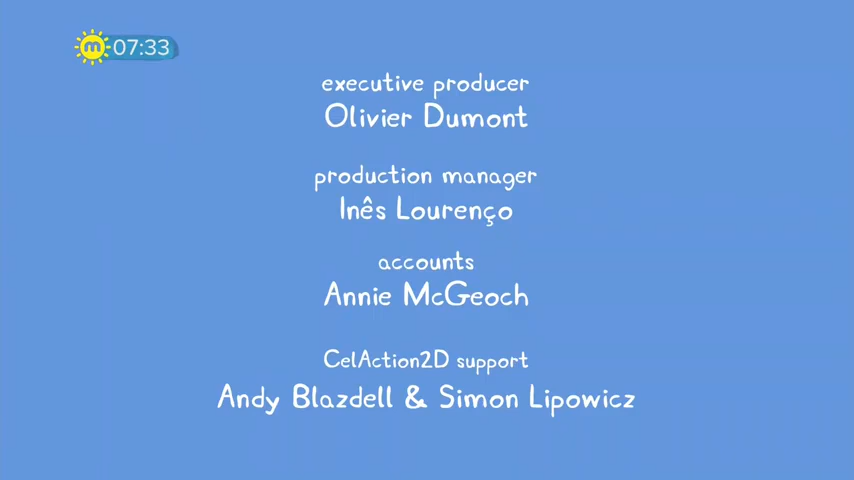 m 07:33
executive producer
Olivier Dumont
production manager
Inês Lourenço
accounts
Annie McGeoch
CelAction2D support
Andy Blazdell & Simon Lipowicz